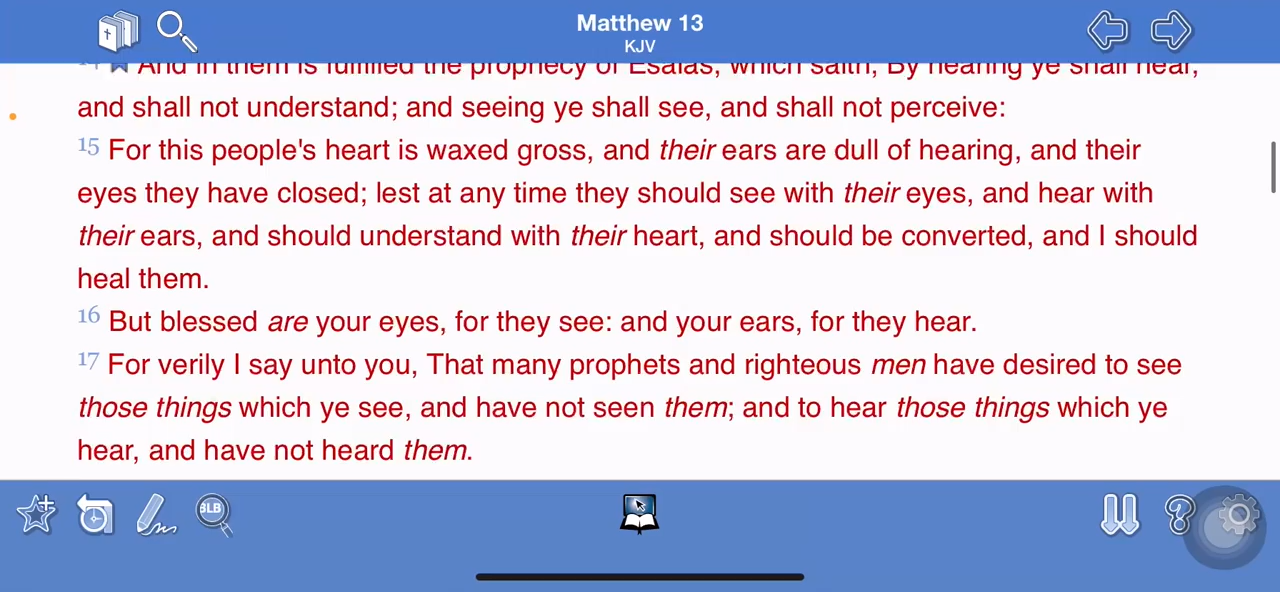 Matthew 13
KJV
14 And in them is fulfilled the prophecy of Esaias, which saith, By hearing ye shall hear,
and shall not understand; and seeing ye shall see, and shall not perceive:
15 For this people's heart is waxed gross, and their ears are dull of hearing, and their
eyes they have closed; lest at any time they should see with their eyes, and hear with
their ears, and should understand with their heart, and should be converted, and I should
heal them.
16 But blessed are your eyes, for they see: and your ears, for they hear.
17 For verily I say unto you, That many prophets and righteous men have desired to see
those things which ye see, and have not seen them; and to hear those things which ye
hear, and have not heard them.
BLB